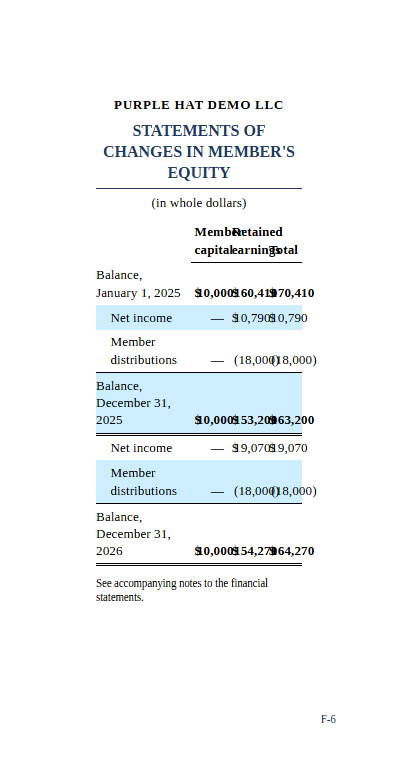 PURPLE HAT DEMO LLC
STATEMENTS OF
CHANGES IN MEMBER'S
EQUITY
(in whole dollars)
Member Retained
capital earnings Total
Balance,
January 1, 2025 $10,000 $160,410 $170,410
Net income — $10,790 $10,790
Member
distributions — (18,000) (18,000)
Balance,
December 31,
2025 $10,000 $153,200 $163,200
Net income — $19,070 $19,070
Member
distributions — (18,000) (18,000)
Balance,
December 31,
2026 $10,000 $154,270 $164,270
See accompanying notes to the financial
statements.
F-6